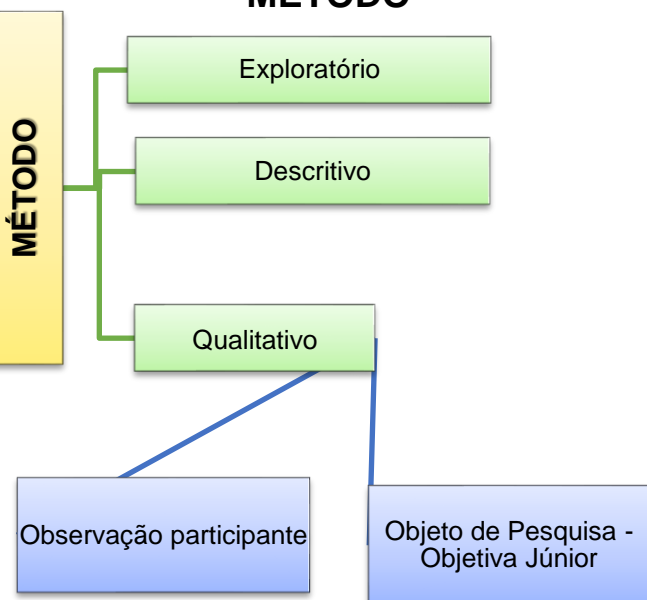 MÉTODO
MÉTODO
Exploratório
Descritivo
Qualitativo
Observação participante
Objeto de Pesquisa -
Objetiva Júnior